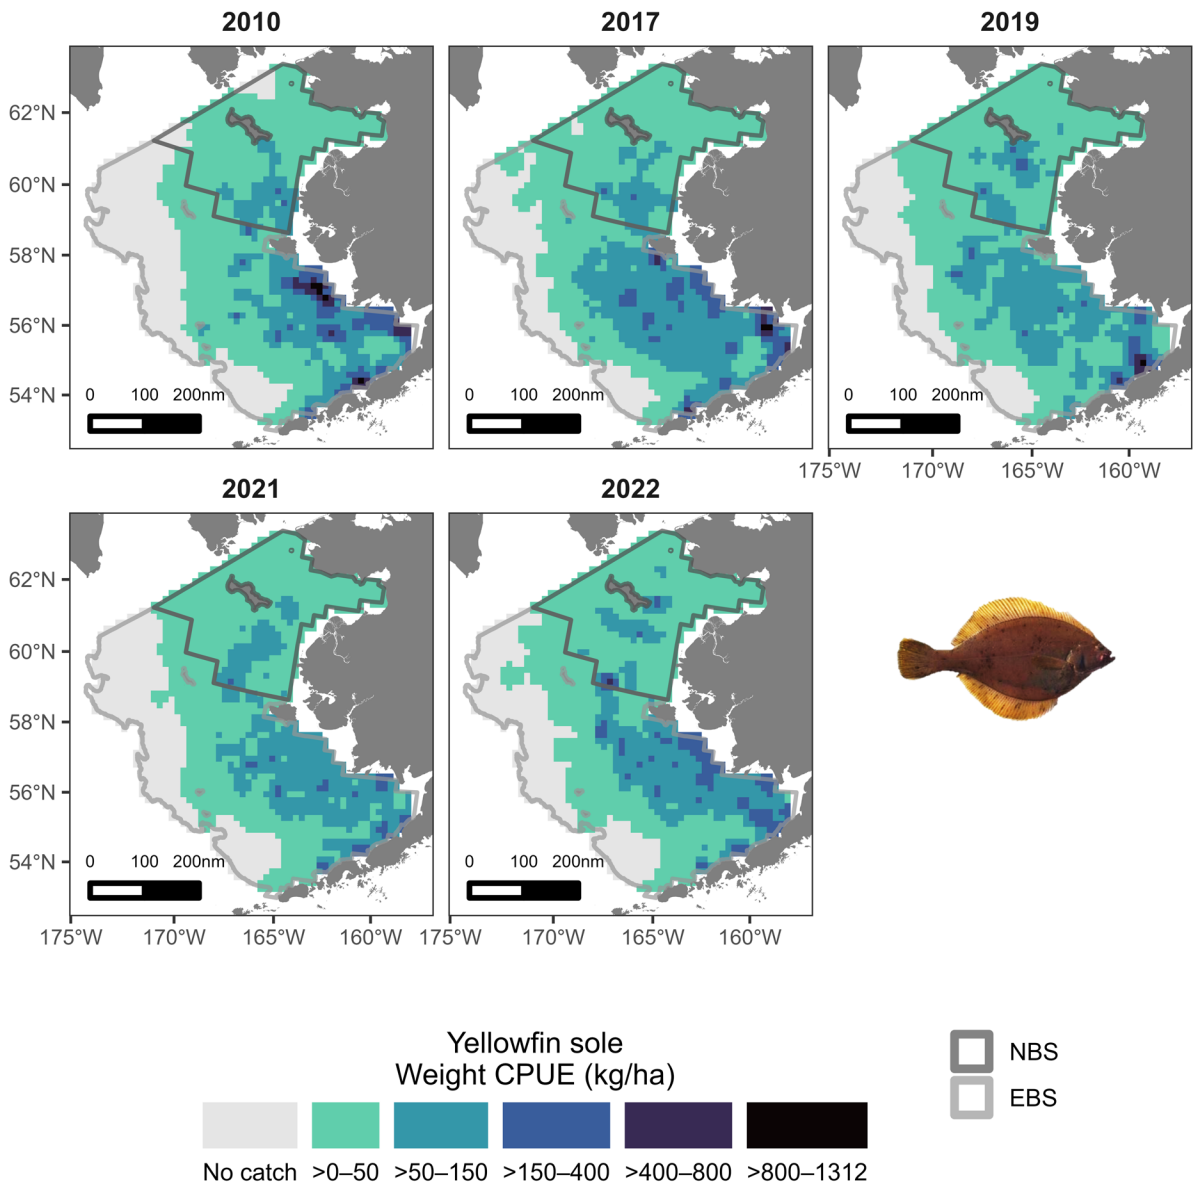 2010
2017
2019
62°N
60°N
58°N
56°N
54°N
0 100 200nm
0 100 200nm
0 100 200nm
175°W 170°W 165°W 160°W
2021
2022
62°N
60°N
58°N
56°N
54°N
0 100 200nm
0 100 200nm
175°W 170°W 165°W 160°W 175°W 170°W 165°W 160°W
Yellowfin sole
Weight CPUE (kg/ha)
No catch >0–50 >50–150 >150–400 >400–800 >800–1312
NBS
EBS